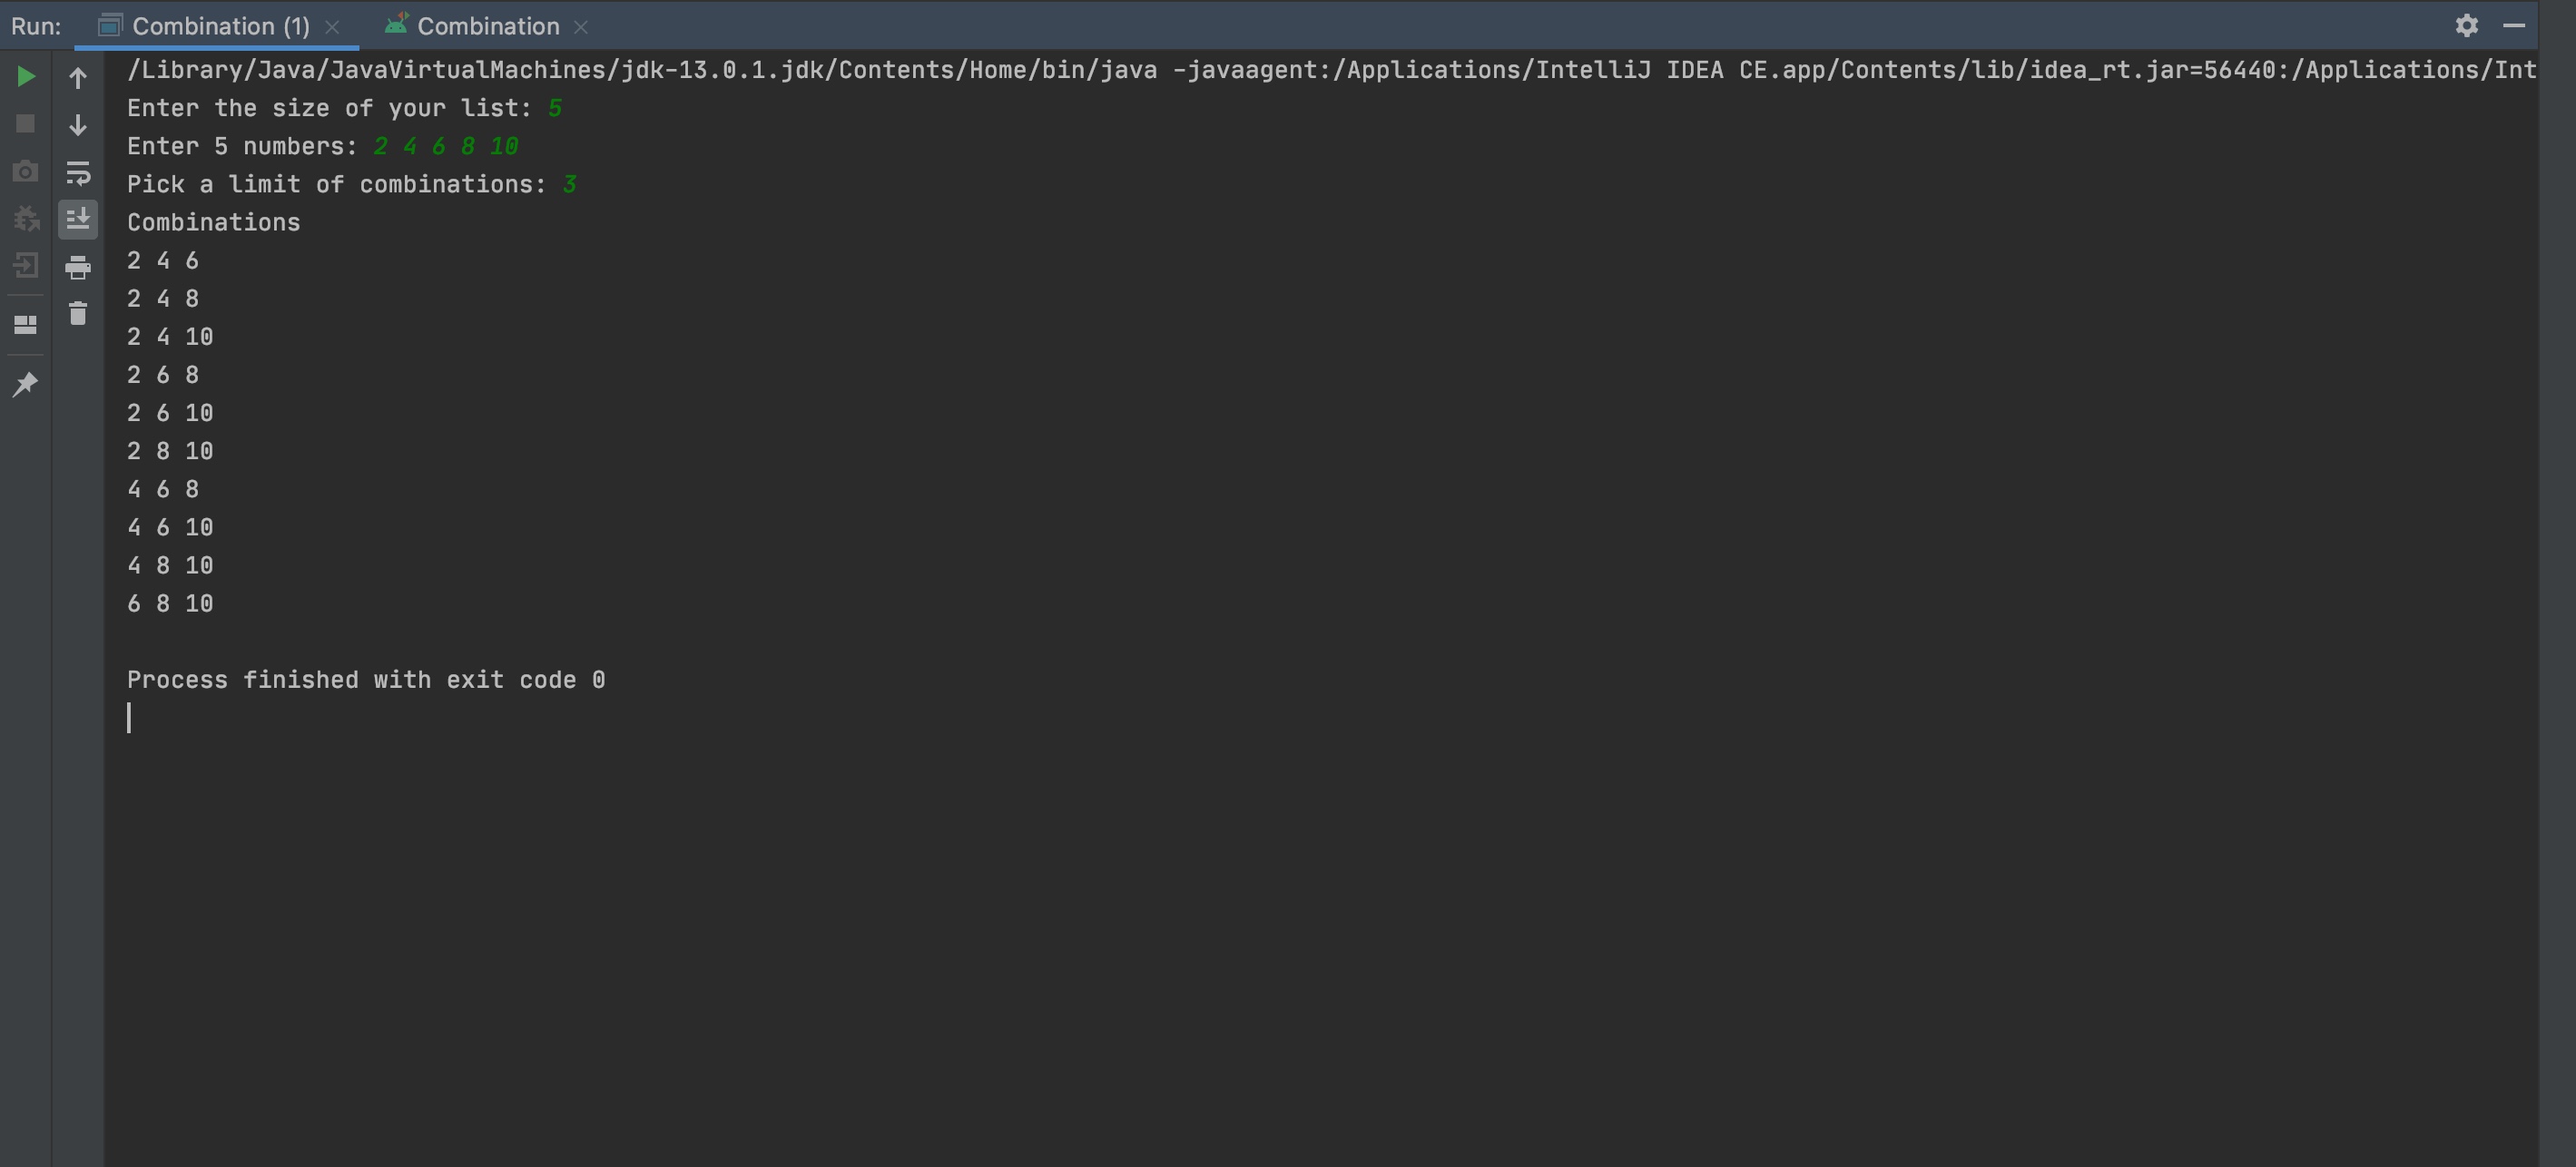 Run: Combination (1) Combination
/Library/Java/JavaVirtualMachines/jdk-13.0.1.jdk/Contents/Home/bin/java -javaagent:/Applications/IntelliJ IDEA CE.app/Contents/lib/idea_rt.jar=56440:/Applications/Int
Enter the size of your list: 5
Enter 5 numbers: 2 4 6 8 10
Pick a limit of combinations: 3
Combinations
2 4 6
2 4 8
2 4 10
2 6 8
2 6 10
2 8 10
4 6 8
4 6 10
4 8 10
6 8 10
Process finished with exit code 0